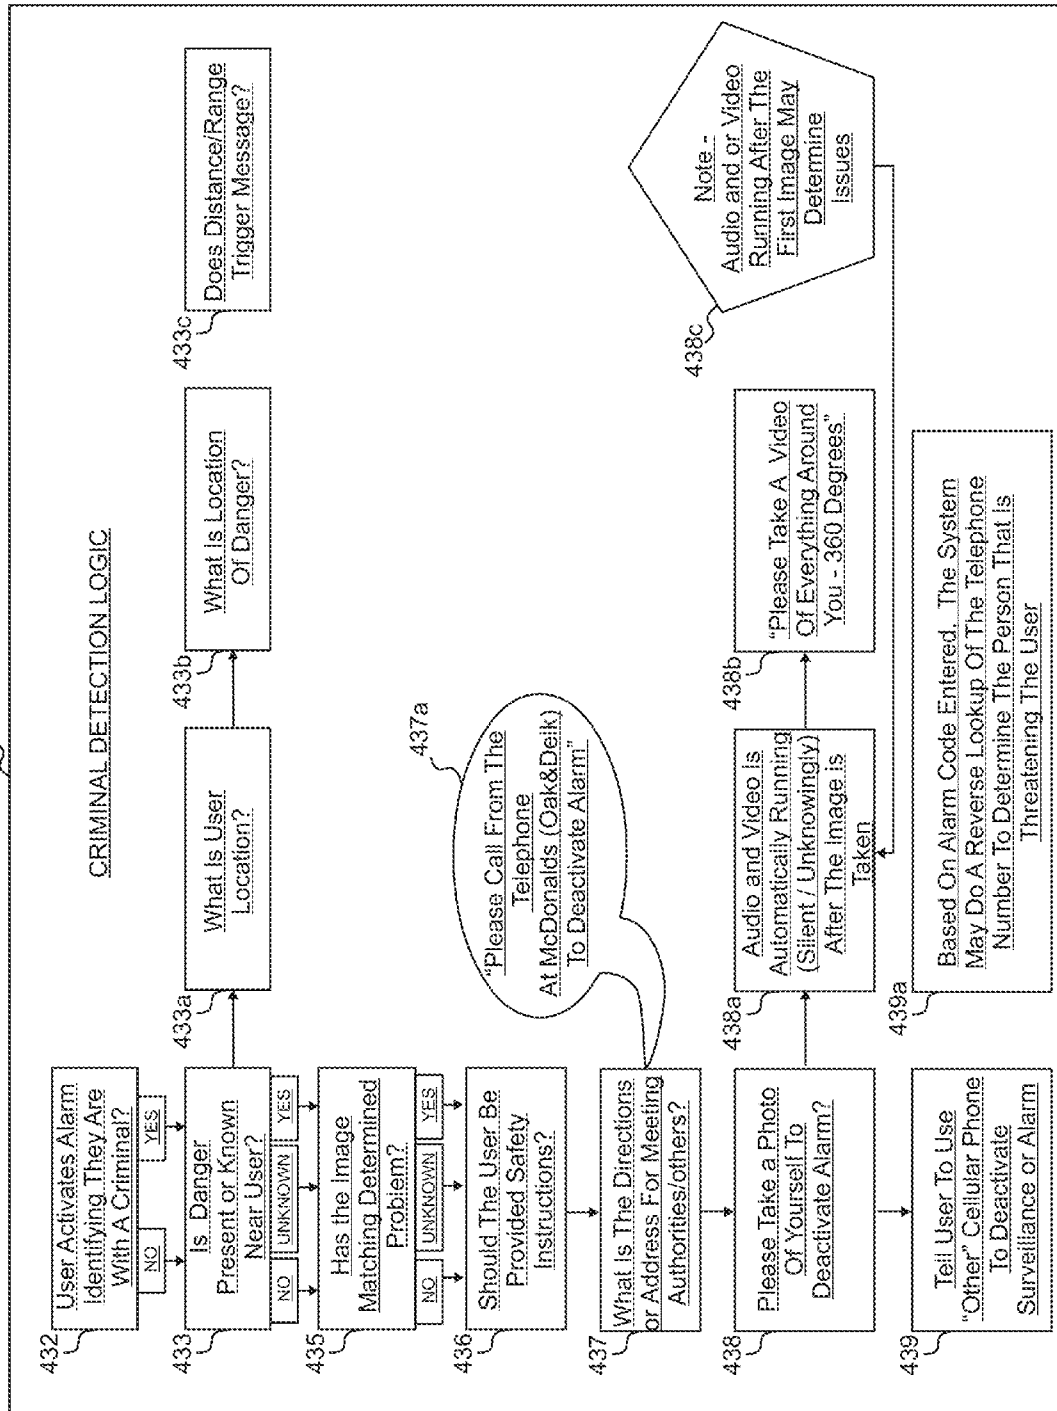 CRIMINAL DETECTION LOGIC
432
User Activates Alarm
Identifying They Are
With A Criminal?
NO
YES
433
Is Danger
Present or Known
Near User?
NO
UNKNOWN
YES
433a
What Is User
Location?
433b
What Is Location
Of Danger?
433c
Does Distance/Range
Trigger Message?
435
Has the Image
Matching Determined
Problem?
NO
UNKNOWN
YES
436
Should The User Be
Provided Safety
Instructions?
437
What Is The Directions
or Address For Meeting
Authorities/others?
437a
"Please Call From The
Telephone
At McDonalds (Oak&Deik)
To Deactivate Alarm"
438
Please Take a Photo
Of Yourself To
Deactivate Alarm?
438a
Audio and Video Is
Automatically Running
(Silent / Unknowingly)
After The Image is
Taken
438b
"Please Take A Video
Of Everything Around
You - 360 Degrees"
438c
Note -
Audio and or Video
Running After The
First Image May
Determine
Issues
439
Tell User To Use
"Other" Cellular Phone
To Deactivate
Surveillance or Alarm
439a
Based On Alarm Code Entered, The System
May Do A Reverse Lookup Of The Telephone
Number To Determine The Person That Is
Threatening The User